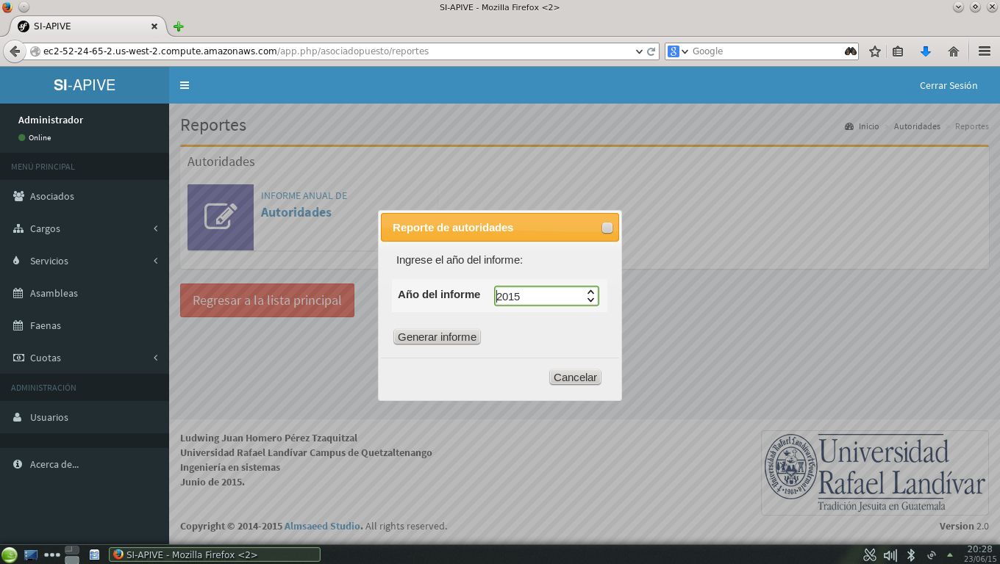 SI-APIVE - Mozilla Firefox <2>
SI-APIVE
ec2-52-24-65-2.us-west-2.compute.amazonaws.com/app.php/asociadopuesto/reportes
Google
SI-APIVE
Cerrar Sesión
Administrador
Online
MENÚ PRINCIPAL
Asociados
Cargos
Servicios
Asambleas
Faenas
Cuotas
ADMINISTRACIÓN
Usuarios
Acerca de...
Reportes
Inicio > Autoridades > Reportes
Autoridades
INFORME ANUAL DE
Autoridades
Regresar a la lista principal
Reporte de autoridades
Ingrese el año del informe:
Año del informe 2015
Generar informe
Cancelar
Ludwing Juan Homero Pérez Tzaquitzal
Universidad Rafael Landívar Campus de Quetzaltenango
Ingeniería en sistemas
Junio de 2015.
Universidad
Rafael Landívar
Tradición Jesuita en Guatemala
1961
Copyright © 2014-2015 Almsaeed Studio. All rights reserved.
Version 2.0
SI-APIVE - Mozilla Firefox <2>
20:28
23/06/15